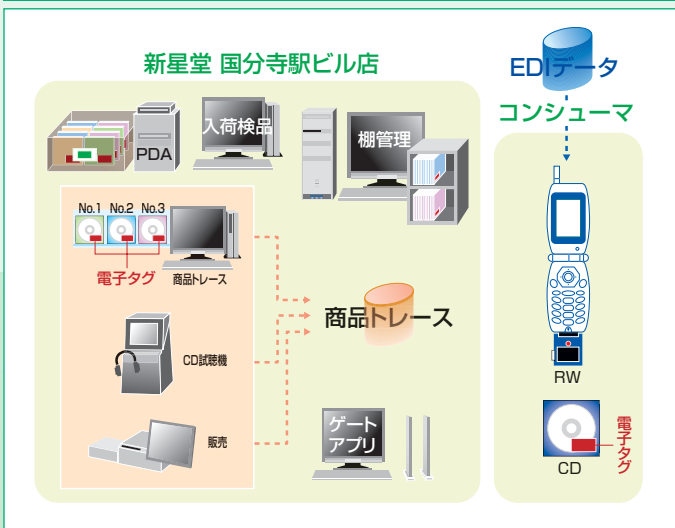 新星堂 国分寺駅ビル店
EDIデータ
コンシューマ
PDA
入荷検品
棚管理
No.1 No.2 No.3
電子タグ
商品トレース
商品トレース
CD試聴機
販売
ゲート
アプリ
RW
CD
電子タグ